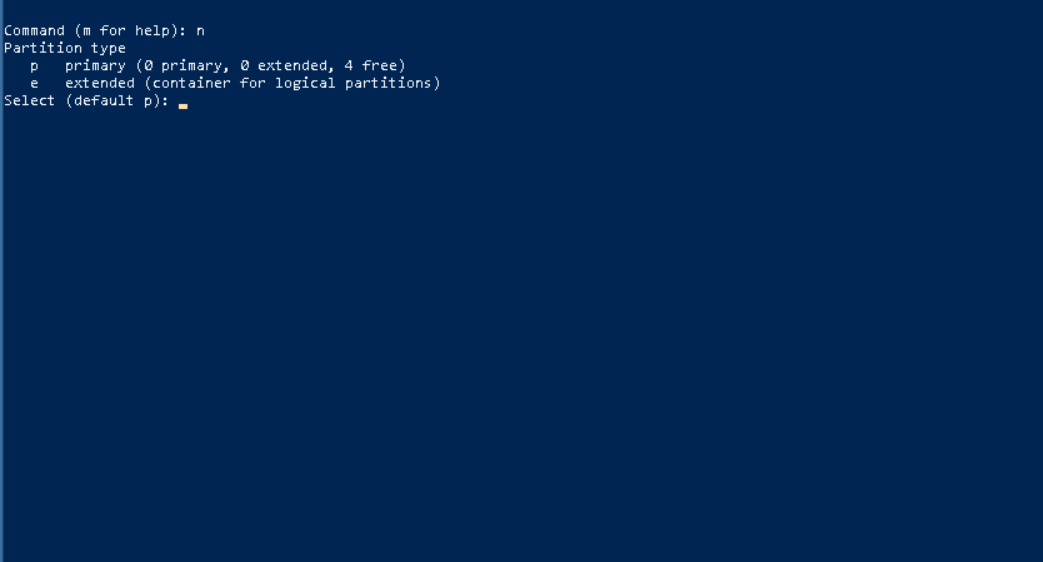 Command (m for help): n
Partition type
   p   primary (0 primary, 0 extended, 4 free)
   e   extended (container for logical partitions)
Select (default p):